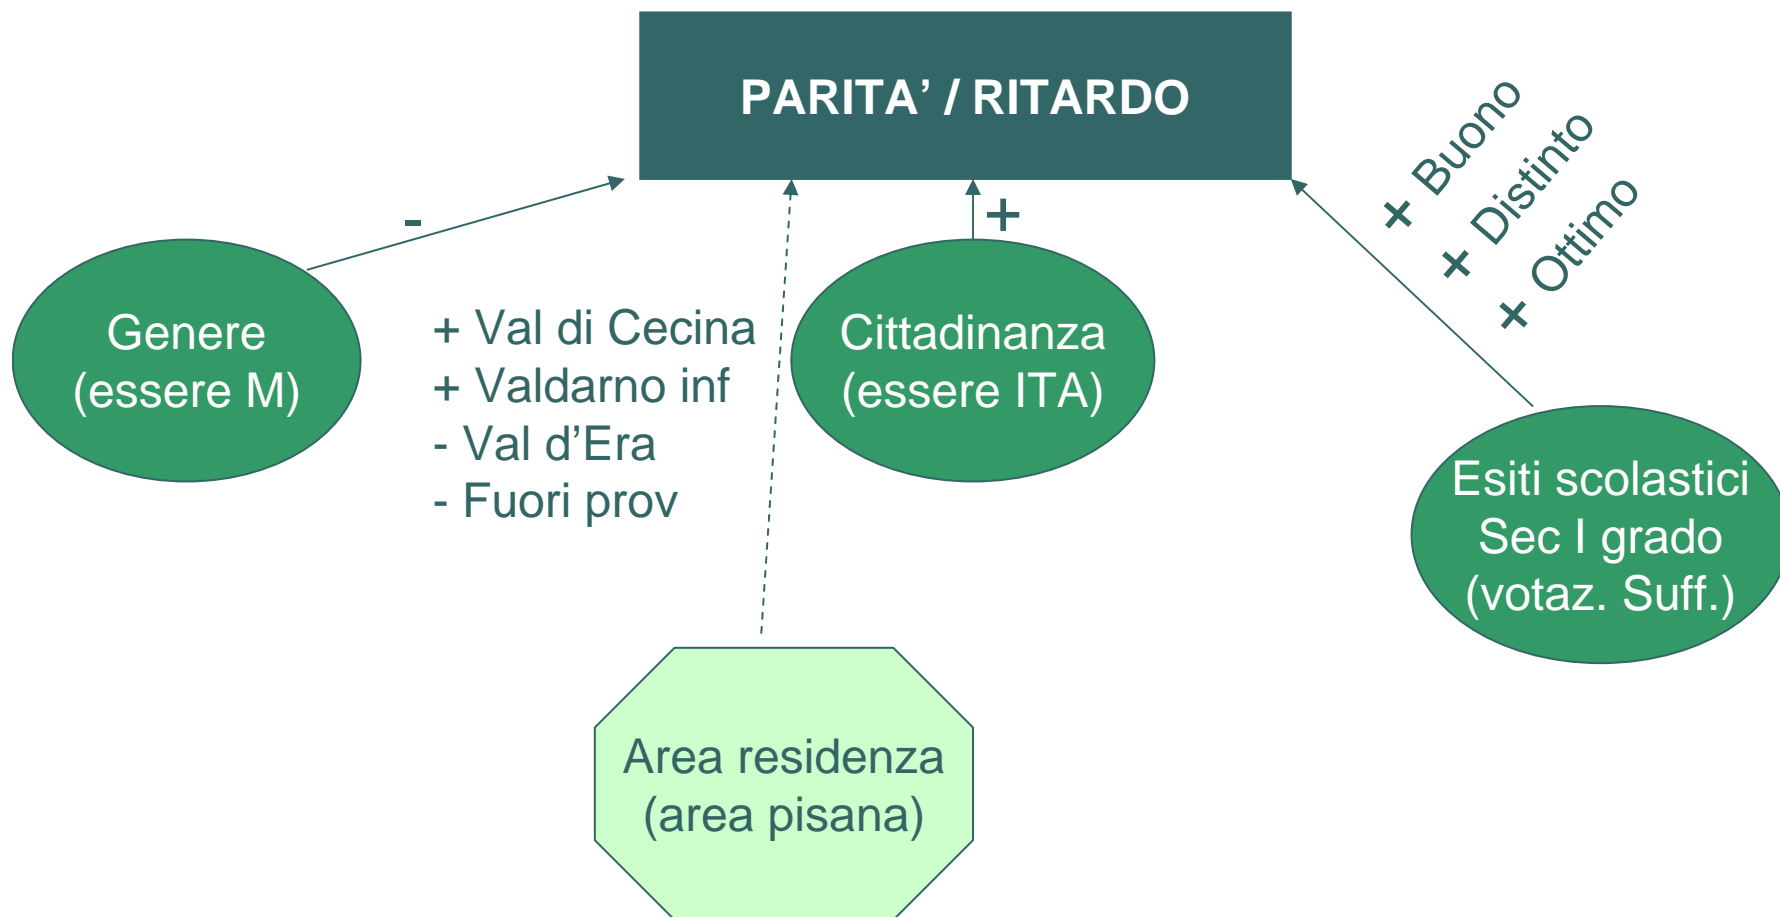 PARITA’ / RITARDO
-
+
+ Buono
+ Distinto
+ Ottimo
Genere
(essere M)
+ Val di Cecina
+ Valdarno inf
- Val d’Era
- Fuori prov
Cittadinanza
(essere ITA)
Esiti scolastici
Sec I grado
(votaz. Suff.)
Area residenza
(area pisana)